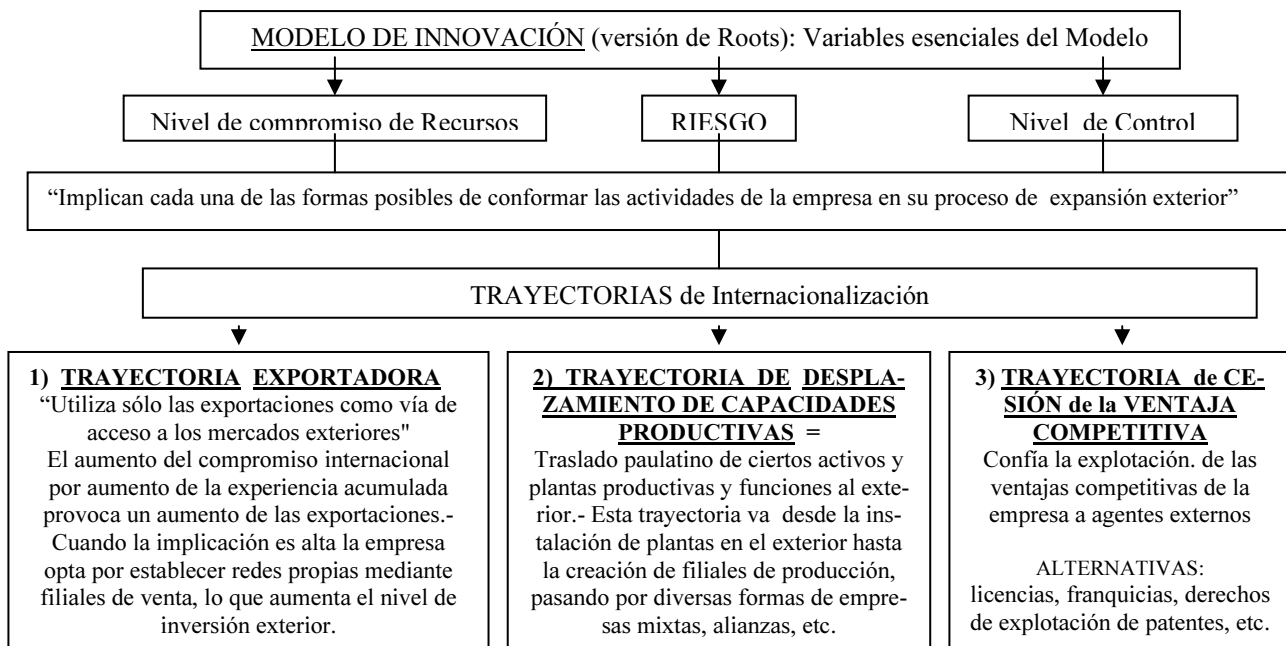 MODELO DE INNOVACIÓN (versión de Roots): Variables esenciales del Modelo
Nivel de compromiso de Recursos
RIESGO
Nivel de Control
“Implican cada una de las formas posibles de conformar las actividades de la empresa en su proceso de expansión exterior”
TRAYECTORIAS de Internacionalización
1) TRAYECTORIA EXPORTADORA
“Utiliza sólo las exportaciones como vía de
acceso a los mercados exteriores"
El aumento del compromiso internacional
por aumento de la experiencia acumulada
provoca un aumento de las exportaciones.-
Cuando la implicación es alta la empresa
opta por establecer redes propias mediante
filiales de venta, lo que aumenta el nivel de
inversión exterior.
2) TRAYECTORIA DE DESPLA-
ZAMIENTO DE CAPACIDADES
PRODUCTIVAS =
Traslado paulatino de ciertos activos y
plantas productivas y funciones al exte-
rior.- Esta trayectoria va desde la ins-
talación de plantas en el exterior hasta
la creación de filiales de producción,
pasando por diversas formas de empre-
sas mixtas, alianzas, etc.
3) TRAYECTORIA de CE-
SIÓN de la VENTAJA
COMPETITIVA
Confía la explotación. de las
ventajas competitivas de la
empresa a agentes externos
ALTERNATIVAS:
licencias, franquicias, derechos
de explotación de patentes, etc.